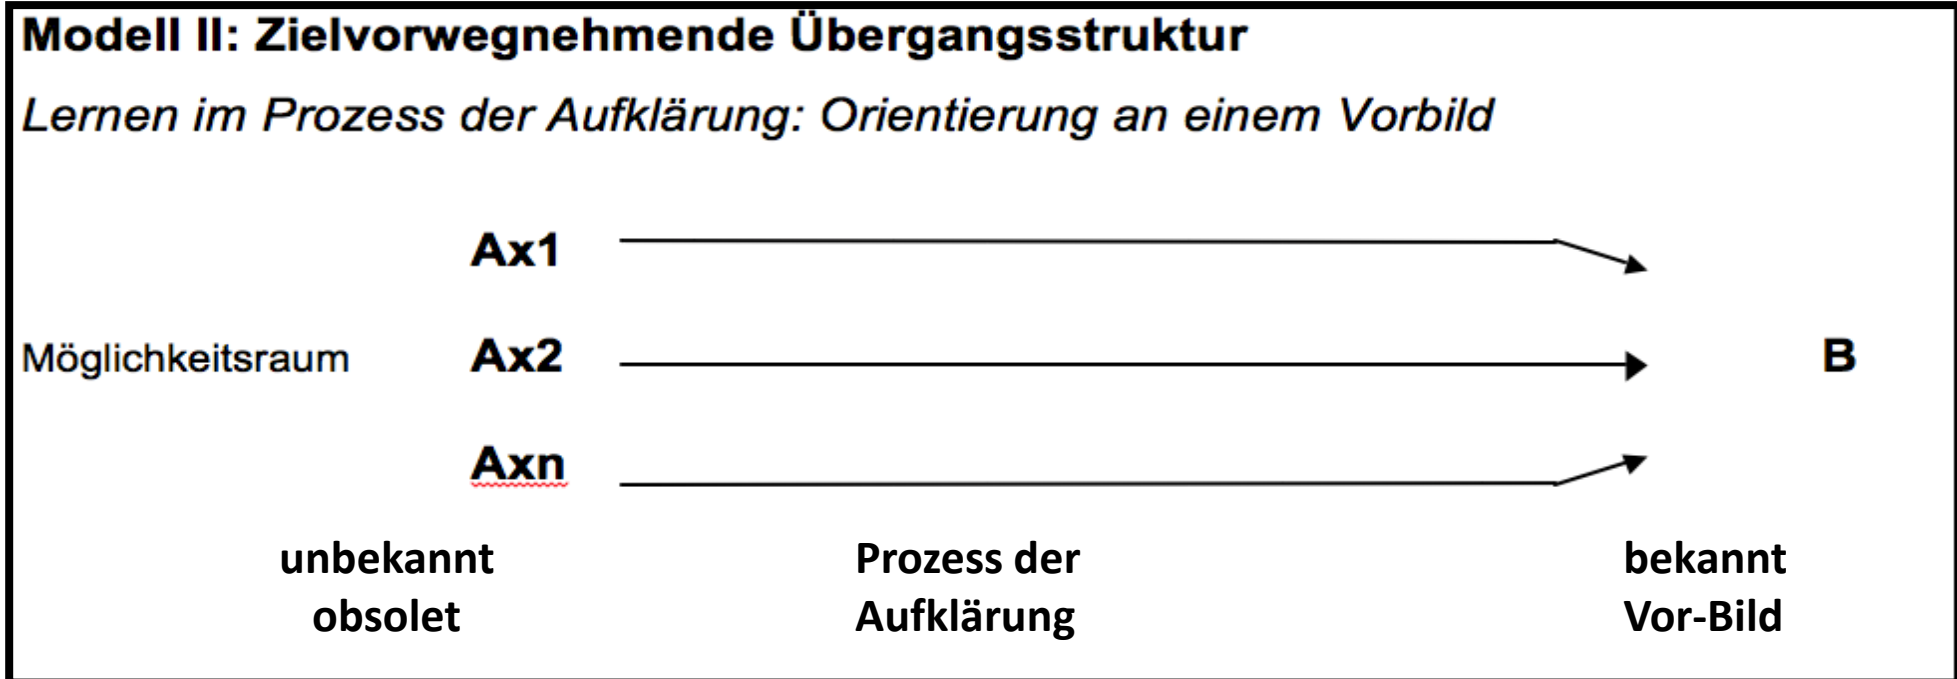 Modell II: Zielvorwegnehmende Übergangsstruktur
Lernen im Prozess der Aufklärung: Orientierung an einem Vorbild
Ax1
Möglichkeitsraum Ax2 B
Axn
unbekannt Prozess der bekannt
obsolet Aufklärung Vor-Bild